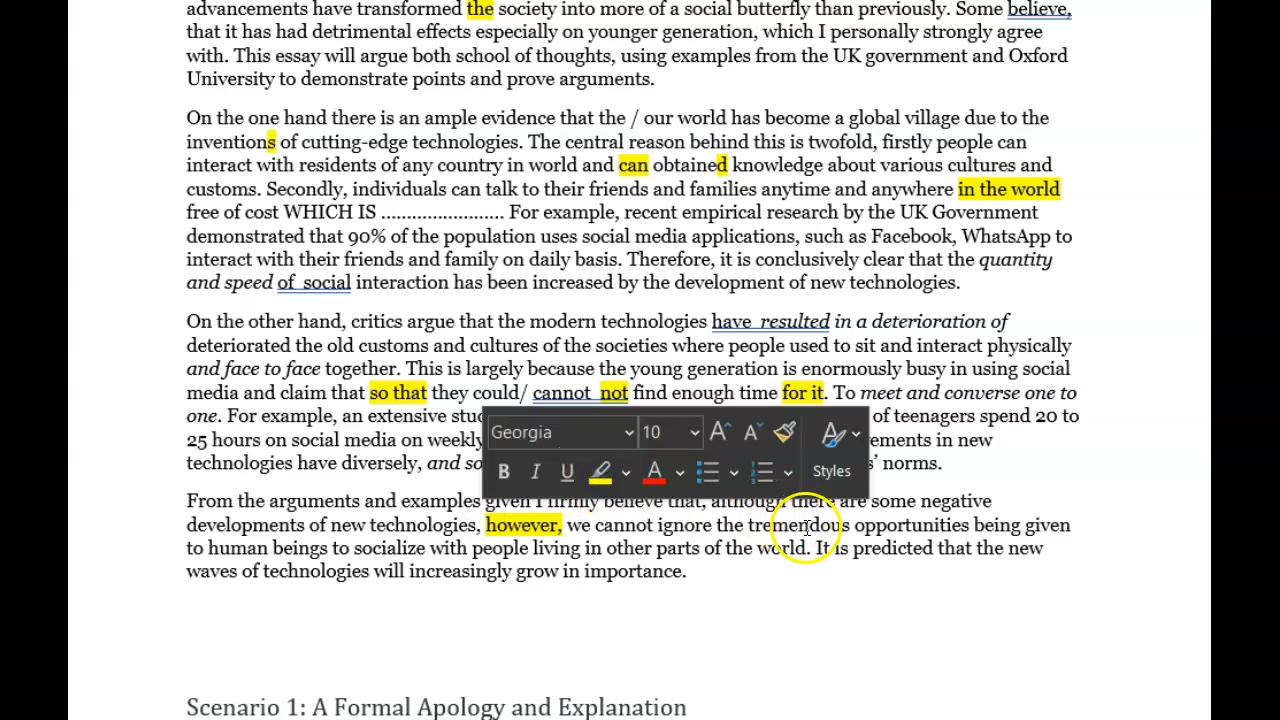 advancements have transformed the society into more of a social butterfly than previously. Some believe,
that it has had detrimental effects especially on younger generation, which I personally strongly agree
with. This essay will argue both school of thoughts, using examples from the UK government and Oxford
University to demonstrate points and prove arguments.
On the one hand there is an ample evidence that the / our world has become a global village due to the
inventions of cutting-edge technologies. The central reason behind this is twofold, firstly people can
interact with residents of any country in world and can obtained knowledge about various cultures and
customs. Secondly, individuals can talk to their friends and families anytime and anywhere in the world
free of cost WHICH IS ........................ For example, recent empirical research by the UK Government
demonstrated that 90% of the population uses social media applications, such as Facebook, WhatsApp to
interact with their friends and family on daily basis. Therefore, it is conclusively clear that the quantity
and speed of  social interaction has been increased by the development of new technologies.
On the other hand, critics argue that the modern technologies have  resulted in a deterioration of
deteriorated the old customs and cultures of the societies where people used to sit and interact physically
and face to face together. This is largely because the young generation is enormously busy in using social
media and claim that so that they could/ cannot  not find enough time for it. To meet and converse one to
one. For example, an extensive stu of teenagers spend 20 to
Georgia 10
25 hours on social media on weekly ements in new
B I U A Styles
technologies have diversely, and so s' norms.
From the arguments and examples given I firmly believe that, although there are some negative
developments of new technologies, however, we cannot ignore the tremendous opportunities being given
to human beings to socialize with people living in other parts of the world. It is predicted that the new
waves of technologies will increasingly grow in importance.
Scenario 1: A Formal Apology and Explanation